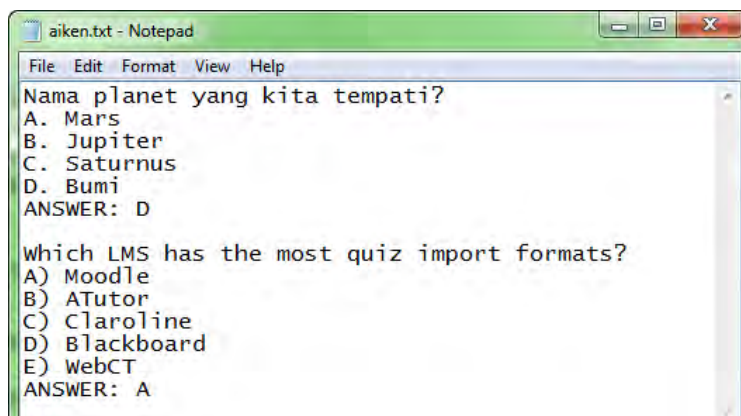 aiken.txt - Notepad
File Edit Format View Help
Nama planet yang kita tempati?
A. Mars
B. Jupiter
C. Saturnus
D. Bumi
ANSWER: D

Which LMS has the most quiz import formats?
A) Moodle
B) ATutor
C) Claroline
D) Blackboard
E) WebCT
ANSWER: A